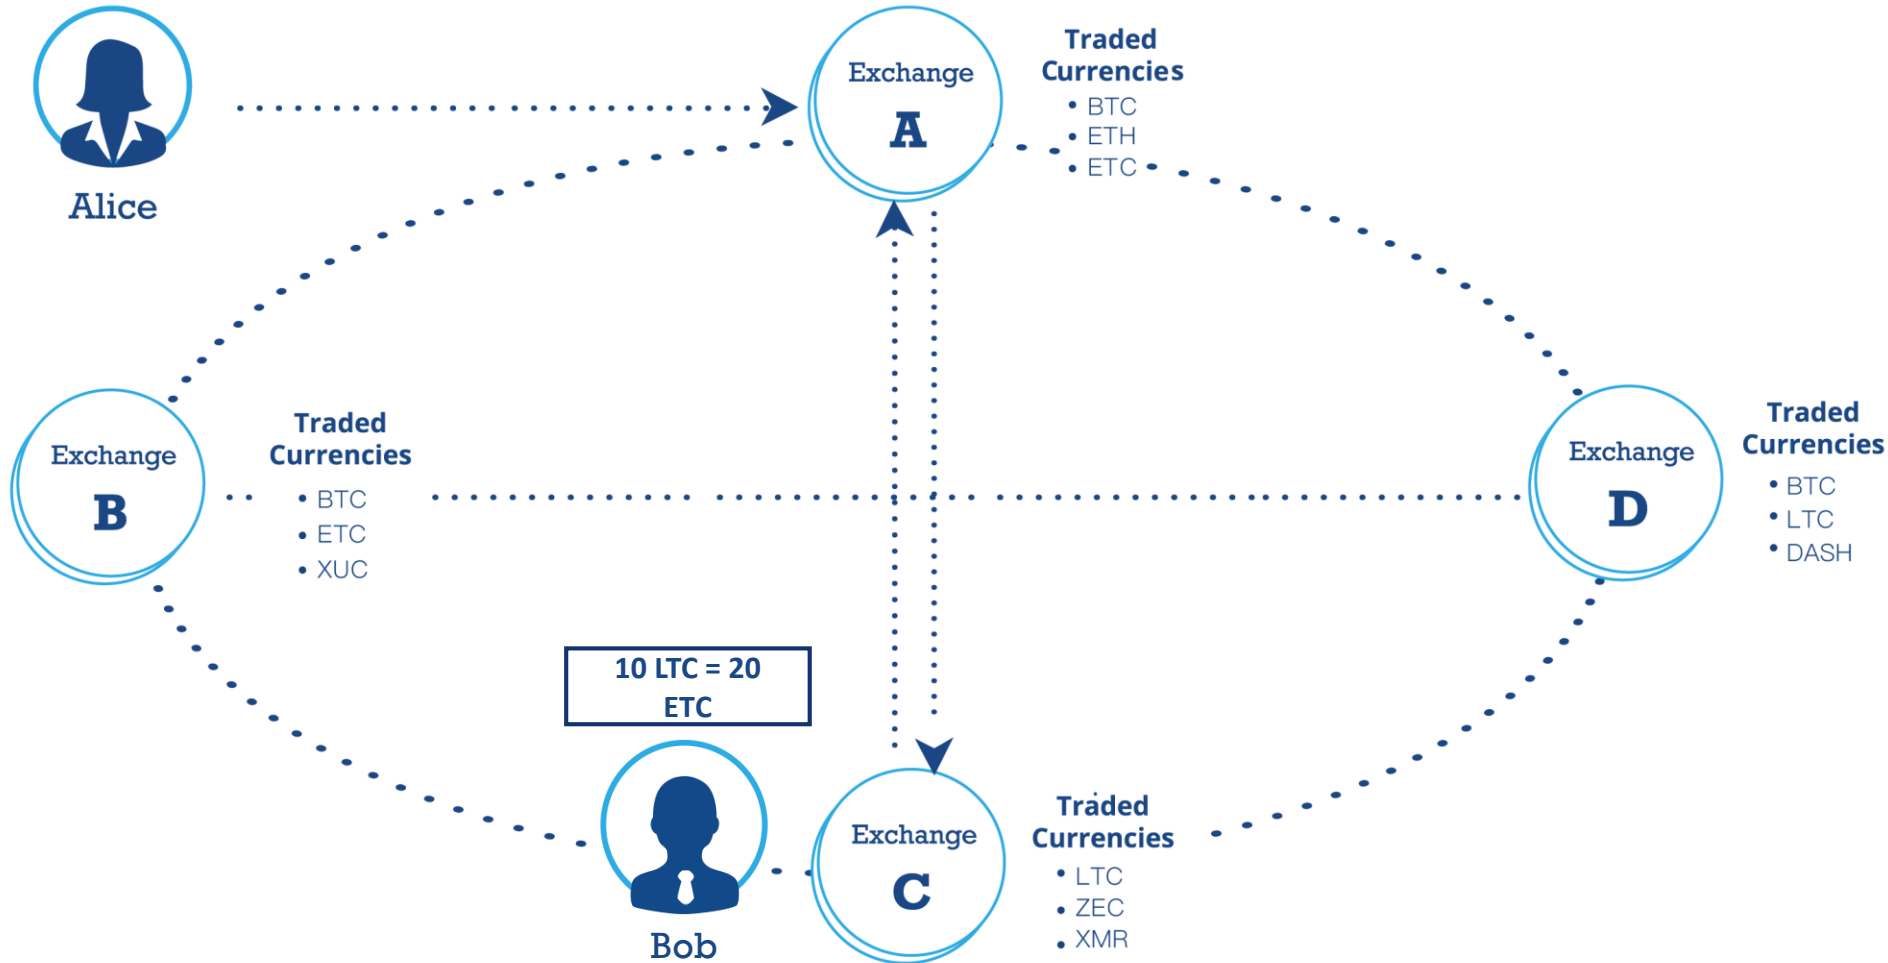 Alice
Exchange
A
Traded
Currencies
• BTC
• ETH
• ETC
Exchange
B
Traded
Currencies
• BTC
• ETC
• XUC
Exchange
D
Traded
Currencies
• BTC
• LTC
• DASH
10 LTC = 20
ETC
Bob
Exchange
C
Traded
Currencies
• LTC
• ZEC
• XMR